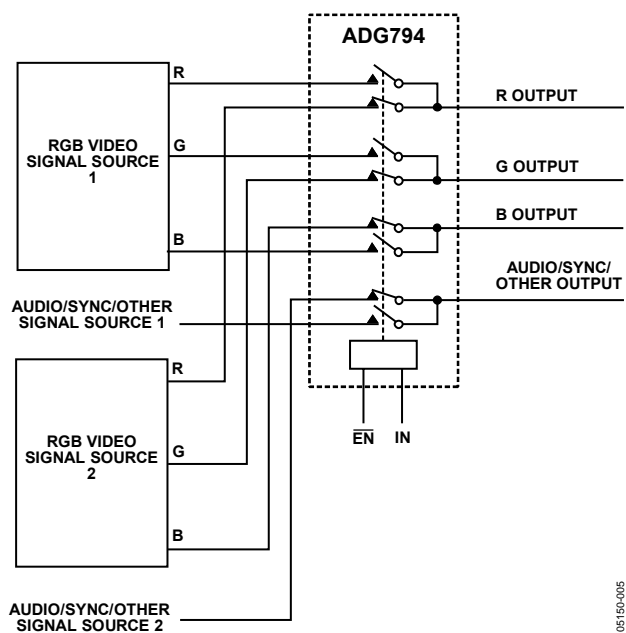 ADG794
R
R OUTPUT
RGB VIDEO
SIGNAL SOURCE
1
G
G OUTPUT
B OUTPUT
B
AUDIO/SYNC/
OTHER OUTPUT
AUDIO/SYNC/OTHER
SIGNAL SOURCE 1
R
EN IN
RGB VIDEO
SIGNAL SOURCE
2
G
B
AUDIO/SYNC/OTHER
SIGNAL SOURCE 2
05150-005